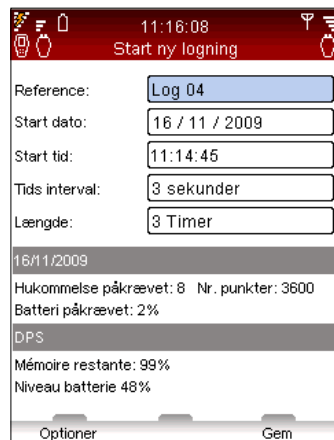 11:16:08
Start ny logning
Reference: Log 04
Start dato: 16 / 11 / 2009
Start tid: 11:14:45
Tids interval: 3 sekunder
Længde: 3 Timer
16/11/2009
Hukommelse påkrævet: 8 Nr. punkter: 3600
Batteri påkrævet: 2%
DPS
Mémoire restante: 99%
Niveau batterie 48%
Optioner Gem